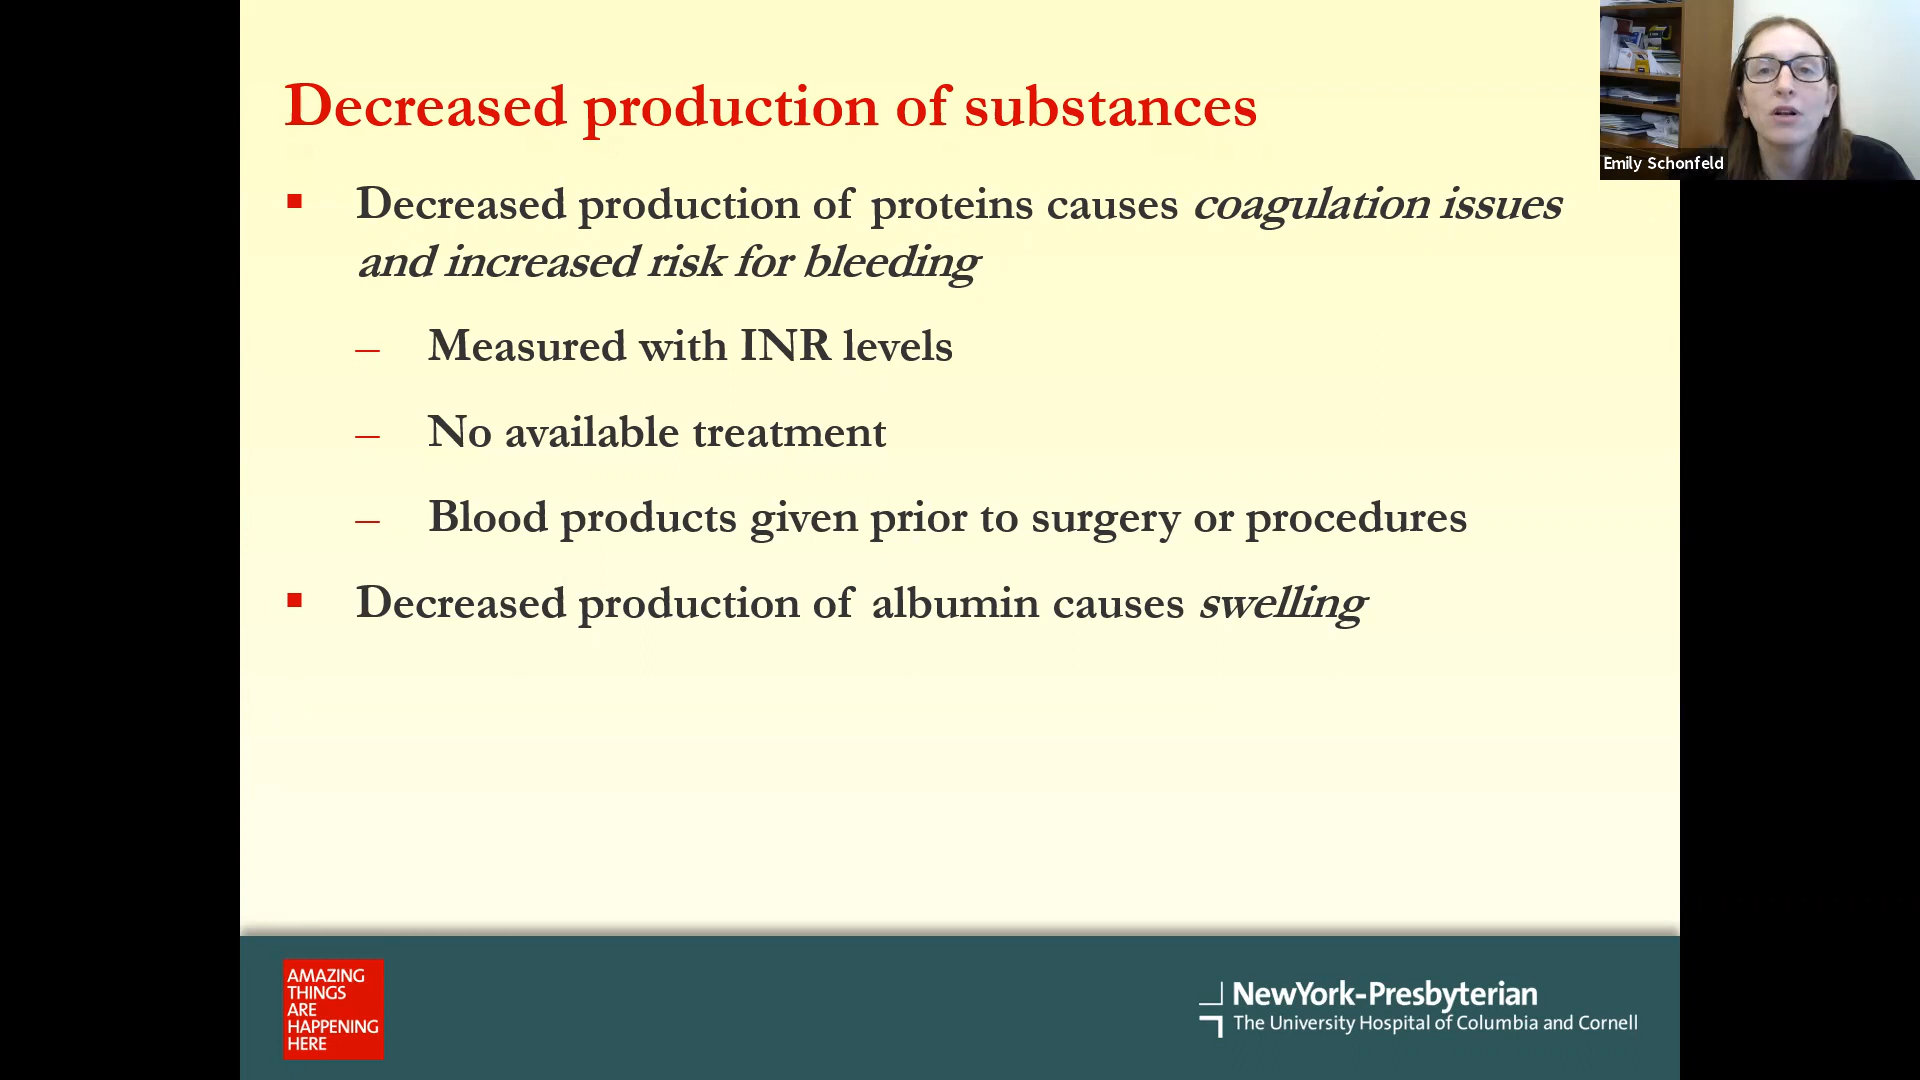 Decreased production of substances
Emily Schonfeld
▪ Decreased production of proteins causes coagulation issues
and increased risk for bleeding
– Measured with INR levels
– No available treatment
– Blood products given prior to surgery or procedures
▪ Decreased production of albumin causes swelling
AMAZING
THINGS
ARE
HAPPENING
HERE
NewYork-Presbyterian
The University Hospital of Columbia and Cornell